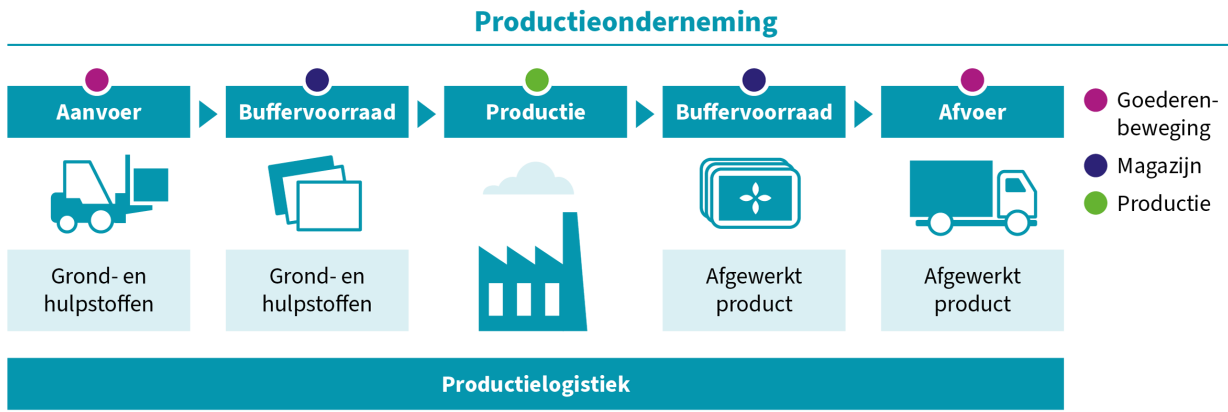 Productieonderneming
Aanvoer
Buffervoorraad
Productie
Buffervoorraad
Afvoer
Goederen-
beweging
Magazijn
Productie
Grond- en
hulpstoffen
Grond- en
hulpstoffen
Afgewerkt
product
Afgewerkt
product
Productielogistiek